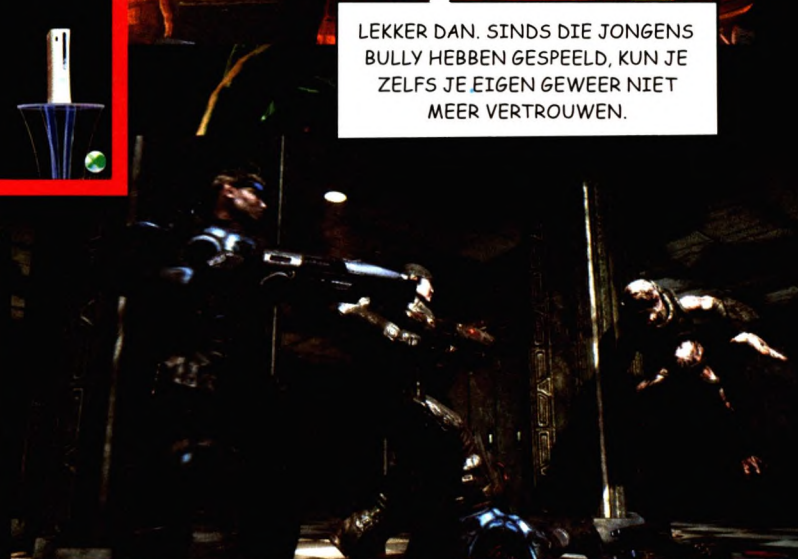 LEKKER DAN. SINDS DIE JONGENS
BULLY HEBBEN GESPEELD, KUN JE
ZELFS JE EIGEN GEWEER NIET
MEER VERTROUWEN.